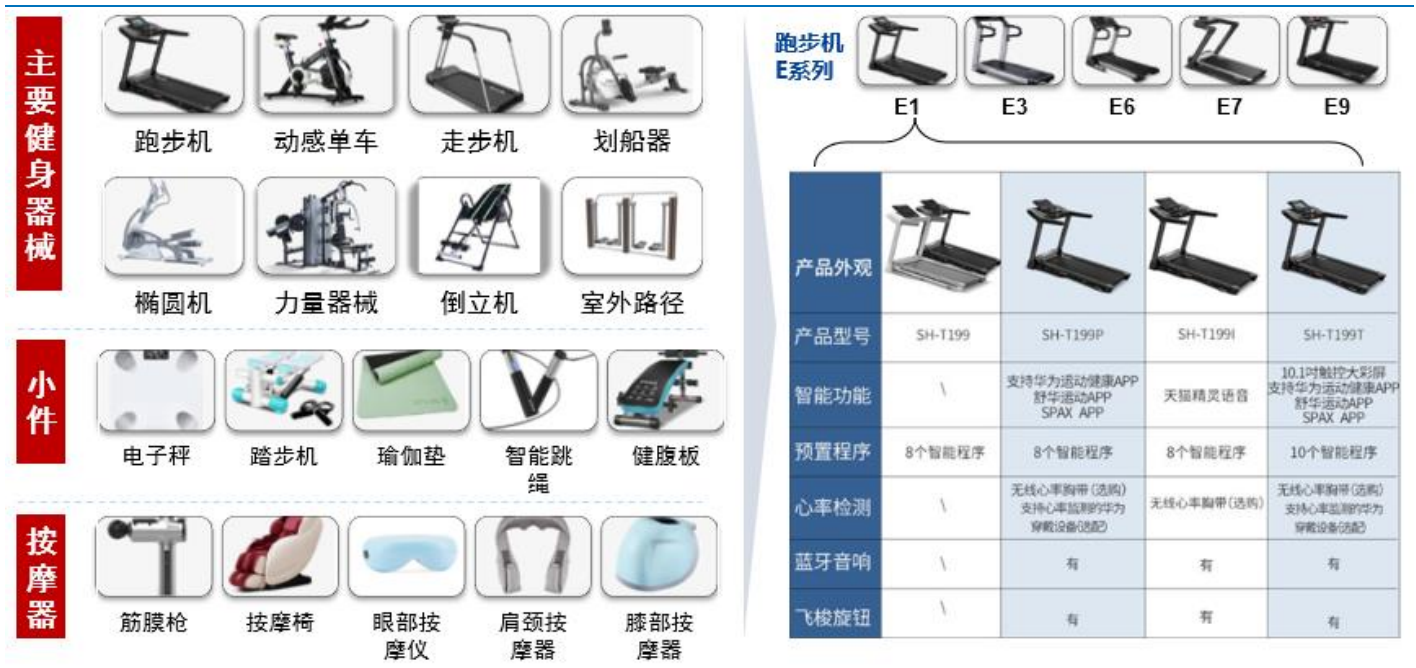 主要健身器械
跑步机
动感单车
走步机
划船器
椭圆机
力量器械
倒立机
室外路径
小件
电子秤
踏步机
瑜伽垫
智能跳
绳
健腹板
按摩器
筋膜枪
按摩椅
眼部按
摩仪
肩颈按
摩器
膝部按
摩器
跑步机
E系列
E1
E3
E6
E7
E9
产品外观
产品型号
SH-T199
SH-T199P
SH-T199I
SH-T199T
智能功能
\
支持华为运动健康APP
舒华运动APP
SPAX APP
天猫精灵语音
10.1吋触控大彩屏
支持华为运动健康APP
舒华运动APP
SPAX APP
预置程序
8个智能程序
8个智能程序
8个智能程序
10个智能程序
心率检测
\
无线心率胸带(选购)
支持心率监测的华为
穿戴设备(选配)
无线心率胸带(选购)
无线心率胸带(选购)
支持心率监测的华为
穿戴设备(选配)
蓝牙音响
\
有
有
有
飞梭旋钮
\
有
有
有